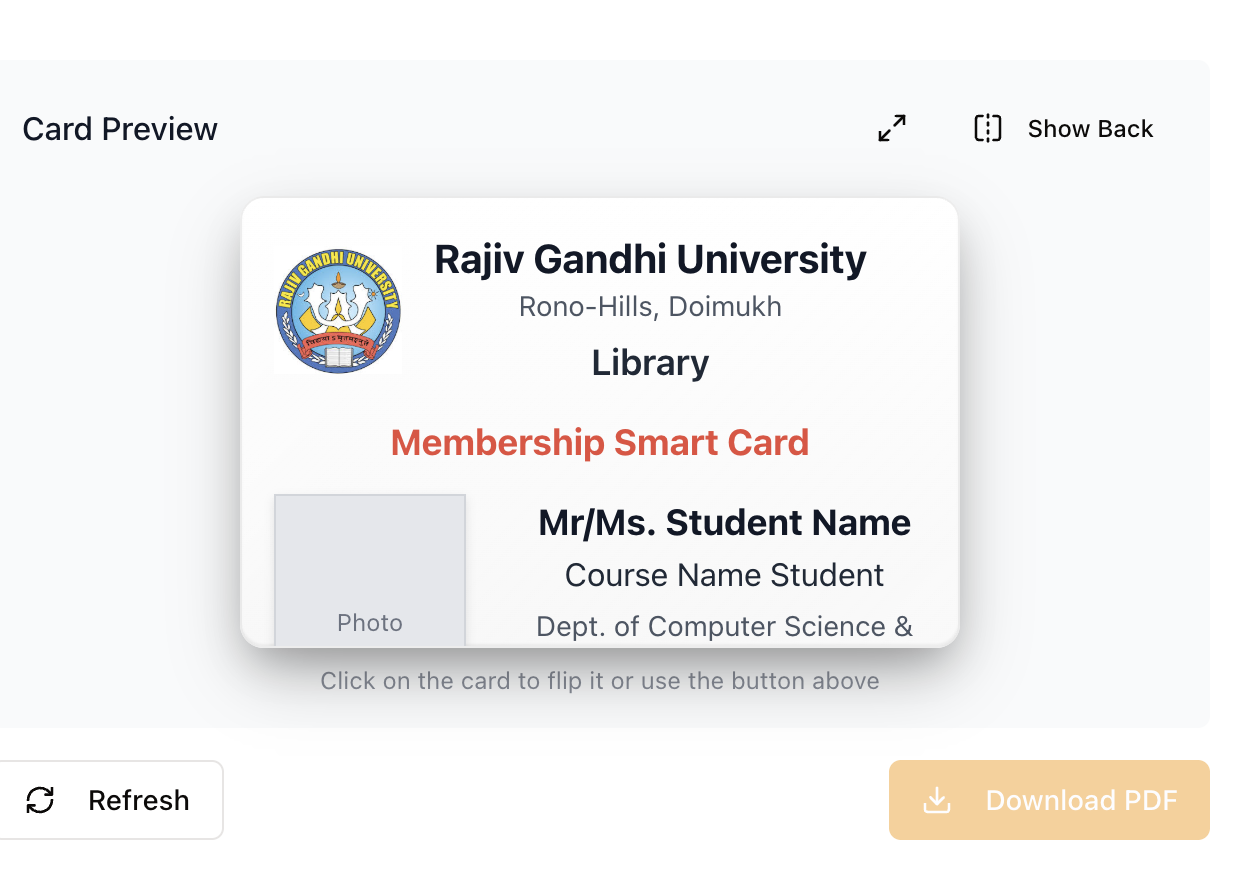 Card Preview
Show Back
RAJIV GANDHI UNIVERSITY
Rajiv Gandhi University
Rono-Hills, Doimukh
Library
Membership Smart Card
Photo
Mr/Ms. Student Name
Course Name Student
Dept. of Computer Science &
Click on the card to flip it or use the button above
Refresh
Download PDF